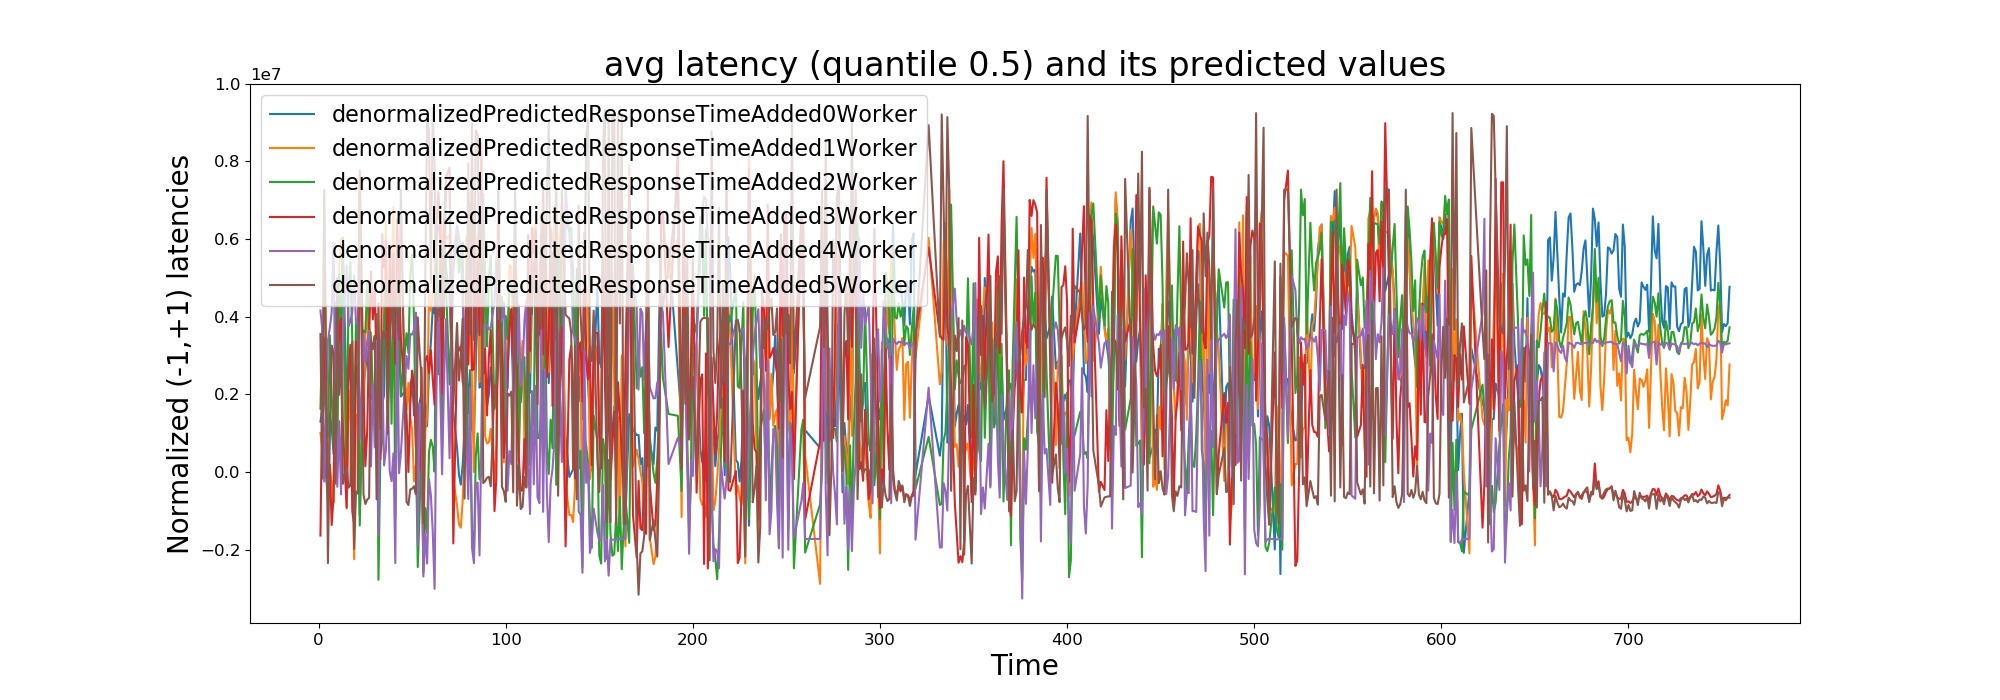 avg latency (quantile 0.5) and its predicted values
1e7
1.0
0.8
0.6
0.4
0.2
0.0
−0.2
Normalized (-1,+1) latencies
denormalizedPredictedResponseTimeAdded0Worker
denormalizedPredictedResponseTimeAdded1Worker
denormalizedPredictedResponseTimeAdded2Worker
denormalizedPredictedResponseTimeAdded3Worker
denormalizedPredictedResponseTimeAdded4Worker
denormalizedPredictedResponseTimeAdded5Worker
0 100 200 300 400 500 600 700
Time